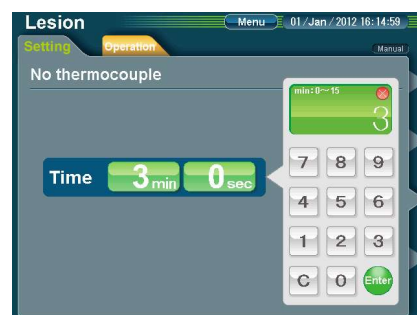 Lesion
Menu 01/Jan/2012 16:14:59
Setting Operation Manual
No thermocouple
min:0~15
3
Time 3 min 0 sec
7 8 9
4 5 6
1 2 3
C 0 Enter